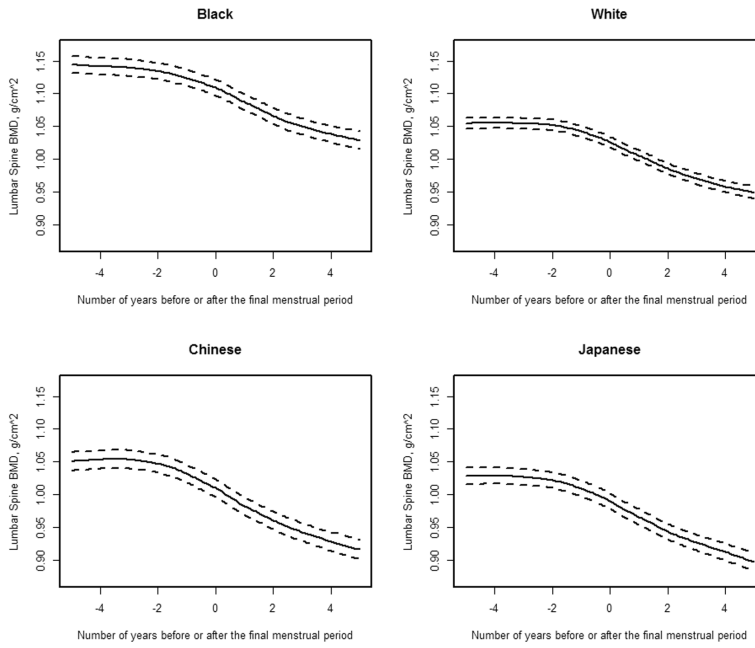 Black
Lumbar Spine BMD, g/cm^2
1.15
1.10
1.05
1.00
0.95
0.90
-4 -2 0 2 4
Number of years before or after the final menstrual period
White
Lumbar Spine BMD, g/cm^2
1.15
1.10
1.05
1.00
0.95
0.90
-4 -2 0 2 4
Number of years before or after the final menstrual period
Chinese
Lumbar Spine BMD, g/cm^2
1.15
1.10
1.05
1.00
0.95
0.90
-4 -2 0 2 4
Number of years before or after the final menstrual period
Japanese
Lumbar Spine BMD, g/cm^2
1.15
1.10
1.05
1.00
0.95
0.90
-4 -2 0 2 4
Number of years before or after the final menstrual period